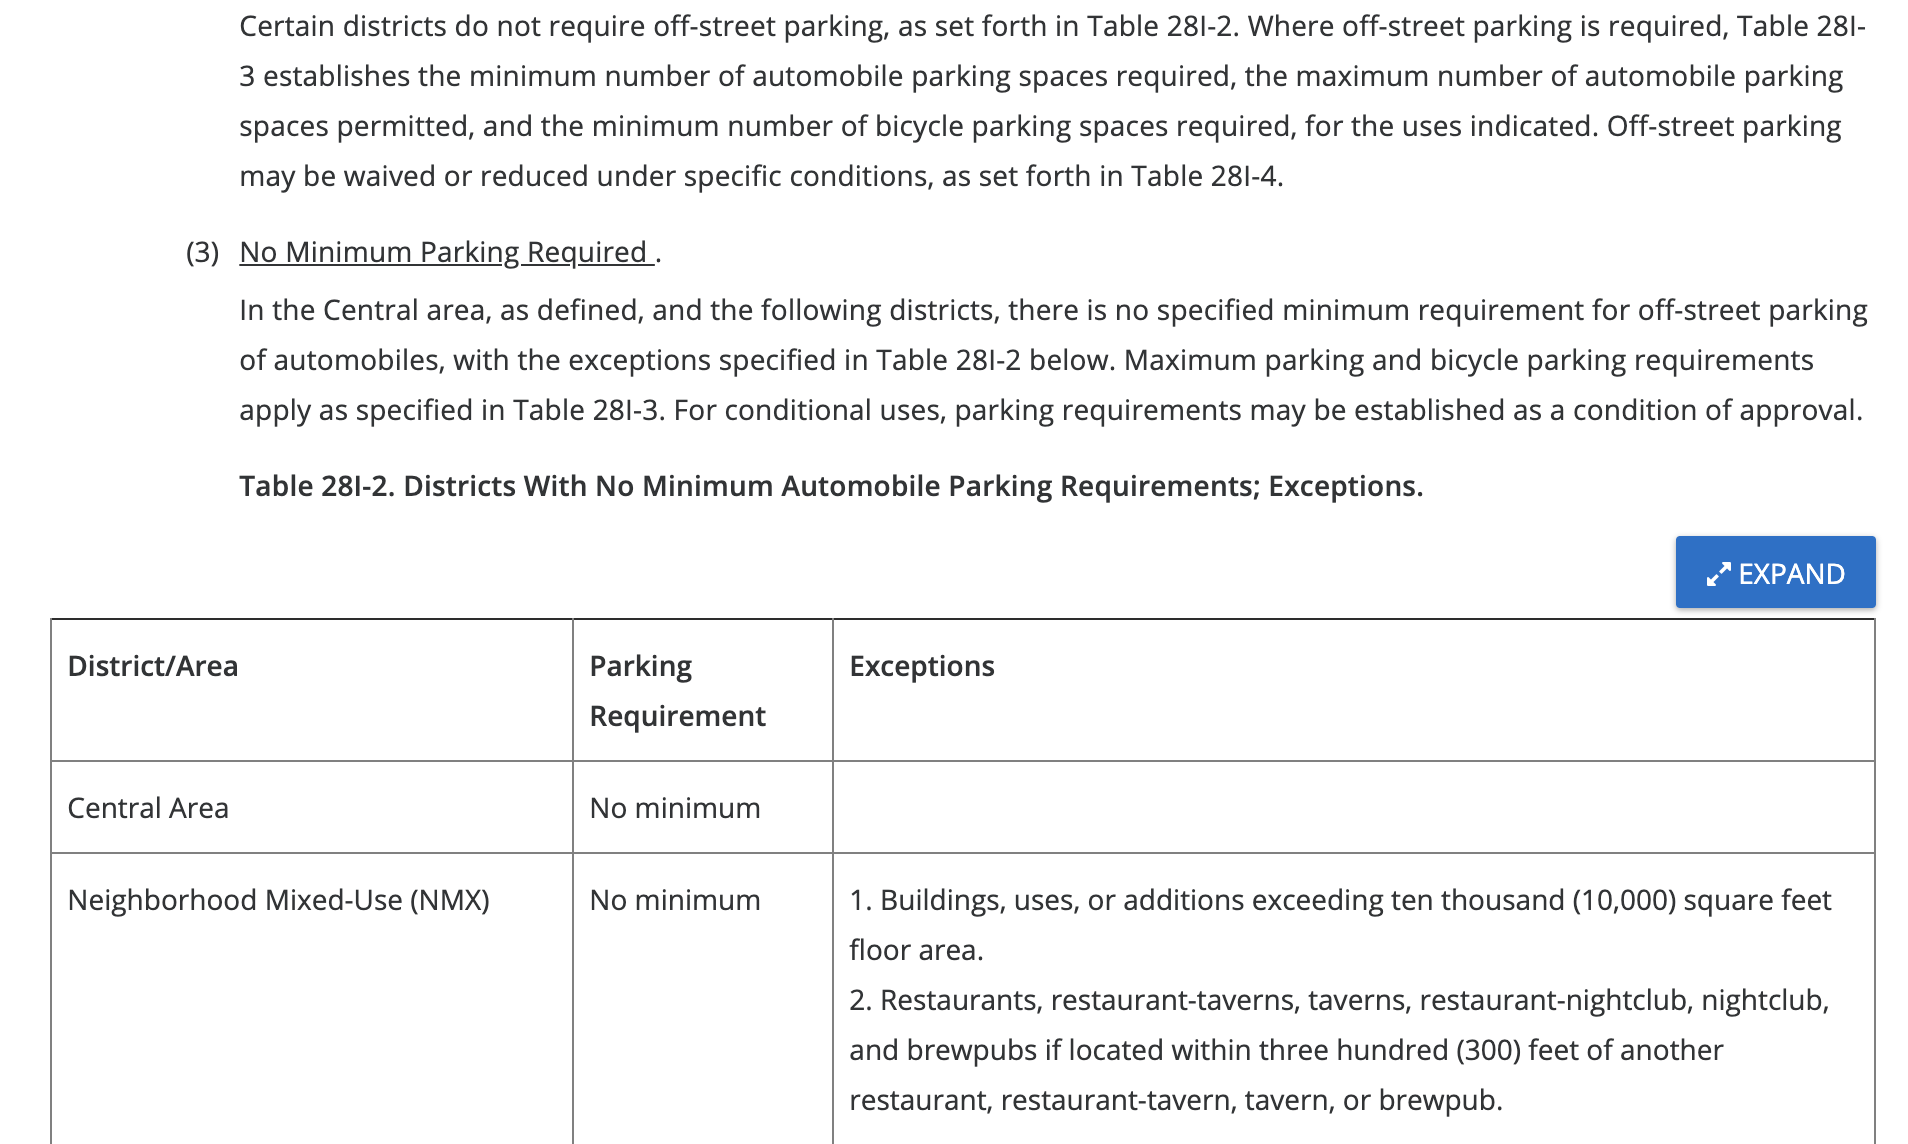 Certain districts do not require off-street parking, as set forth in Table 28I-2. Where off-street parking is required, Table 28I-
3 establishes the minimum number of automobile parking spaces required, the maximum number of automobile parking
spaces permitted, and the minimum number of bicycle parking spaces required, for the uses indicated. Off-street parking
may be waived or reduced under specific conditions, as set forth in Table 28I-4.
(3) No Minimum Parking Required .
In the Central area, as defined, and the following districts, there is no specified minimum requirement for off-street parking
of automobiles, with the exceptions specified in Table 28I-2 below. Maximum parking and bicycle parking requirements
apply as specified in Table 28I-3. For conditional uses, parking requirements may be established as a condition of approval.
Table 28I-2. Districts With No Minimum Automobile Parking Requirements; Exceptions.
EXPAND
District/Area
Parking
Requirement
Exceptions
Central Area
No minimum
Neighborhood Mixed-Use (NMX)
No minimum
1. Buildings, uses, or additions exceeding ten thousand (10,000) square feet
floor area.
2. Restaurants, restaurant-taverns, taverns, restaurant-nightclub, nightclub,
and brewpubs if located within three hundred (300) feet of another
restaurant, restaurant-tavern, tavern, or brewpub.